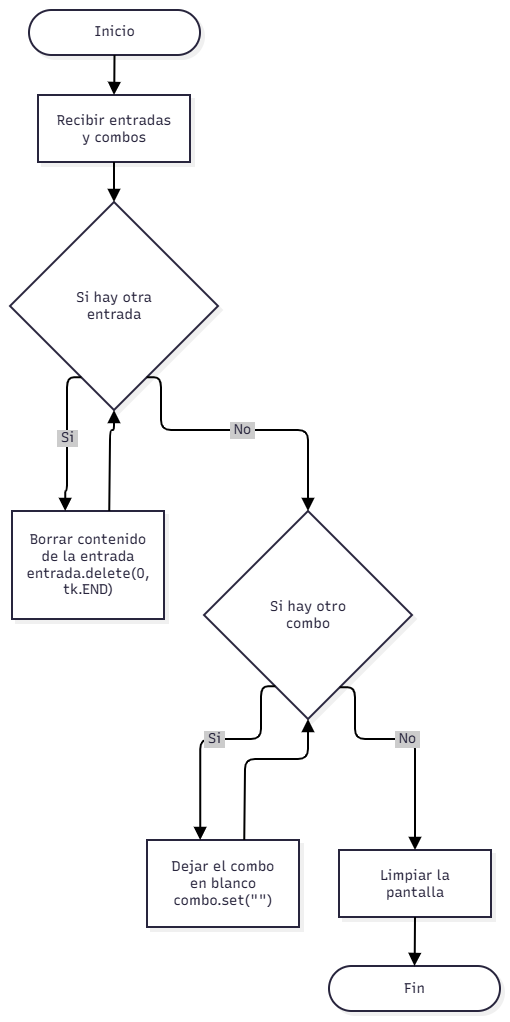 Inicio
Recibir entradas
y combos
Si hay otra
entrada
Si
No
Borrar contenido
de la entrada
entrada.delete(0,
tk.END)
Si hay otro
combo
Si
No
Dejar el combo
en blanco
combo.set("")
Limpiar la
pantalla
Fin